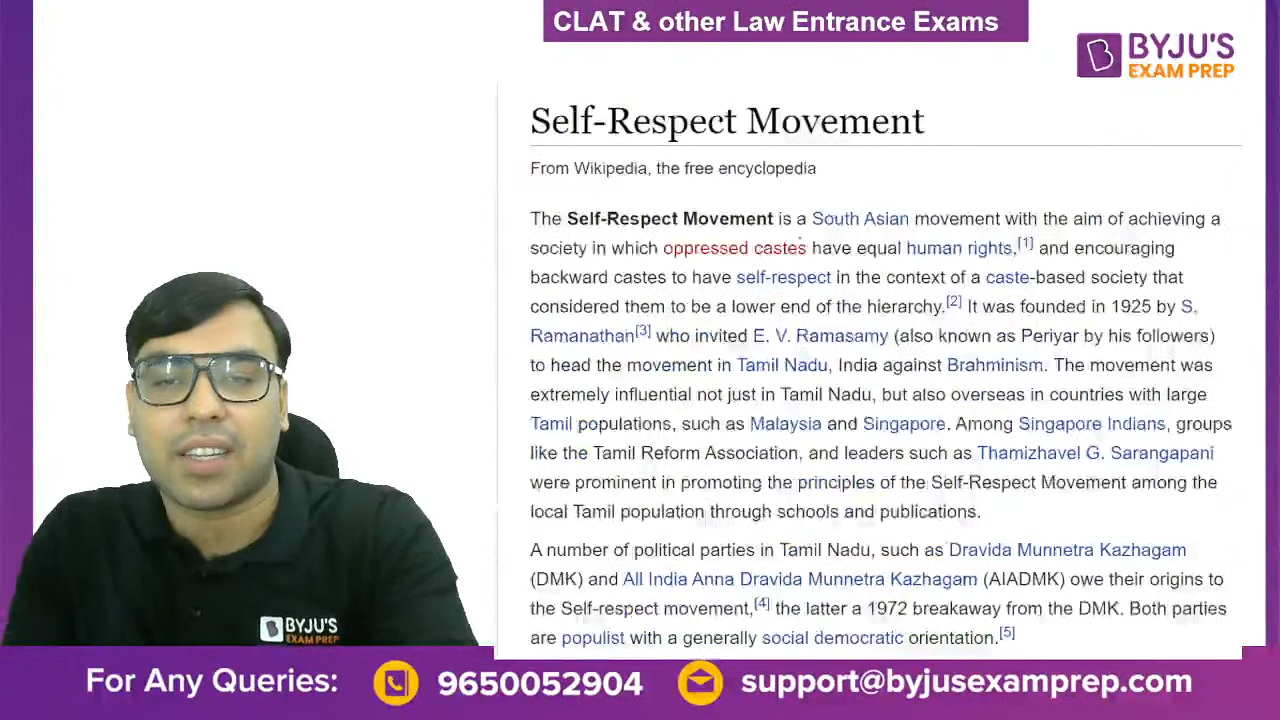 CLAT & other Law Entrance Exams
BYJU'S
EXAM PREP
Self-Respect Movement
From Wikipedia, the free encyclopedia
The Self-Respect Movement is a South Asian movement with the aim of achieving a
society in which oppressed castes have equal human rights,[1] and encouraging
backward castes to have self-respect in the context of a caste-based society that
considered them to be a lower end of the hierarchy.[2] It was founded in 1925 by S.
Ramanathan[3] who invited E. V. Ramasamy (also known as Periyar by his followers)
to head the movement in Tamil Nadu, India against Brahminism. The movement was
extremely influential not just in Tamil Nadu, but also overseas in countries with large
Tamil populations, such as Malaysia and Singapore. Among Singapore Indians, groups
like the Tamil Reform Association, and leaders such as Thamizhavel G. Sarangapani
were prominent in promoting the principles of the Self-Respect Movement among the
local Tamil population through schools and publications.
A number of political parties in Tamil Nadu, such as Dravida Munnetra Kazhagam
(DMK) and All India Anna Dravida Munnetra Kazhagam (AIADMK) owe their origins to
the Self-respect movement,[4] the latter a 1972 breakaway from the DMK. Both parties
are populist with a generally social democratic orientation.[5]
BYJU'S
EXAM PREP
For Any Queries: 9650052904 support@byjusexamprep.com